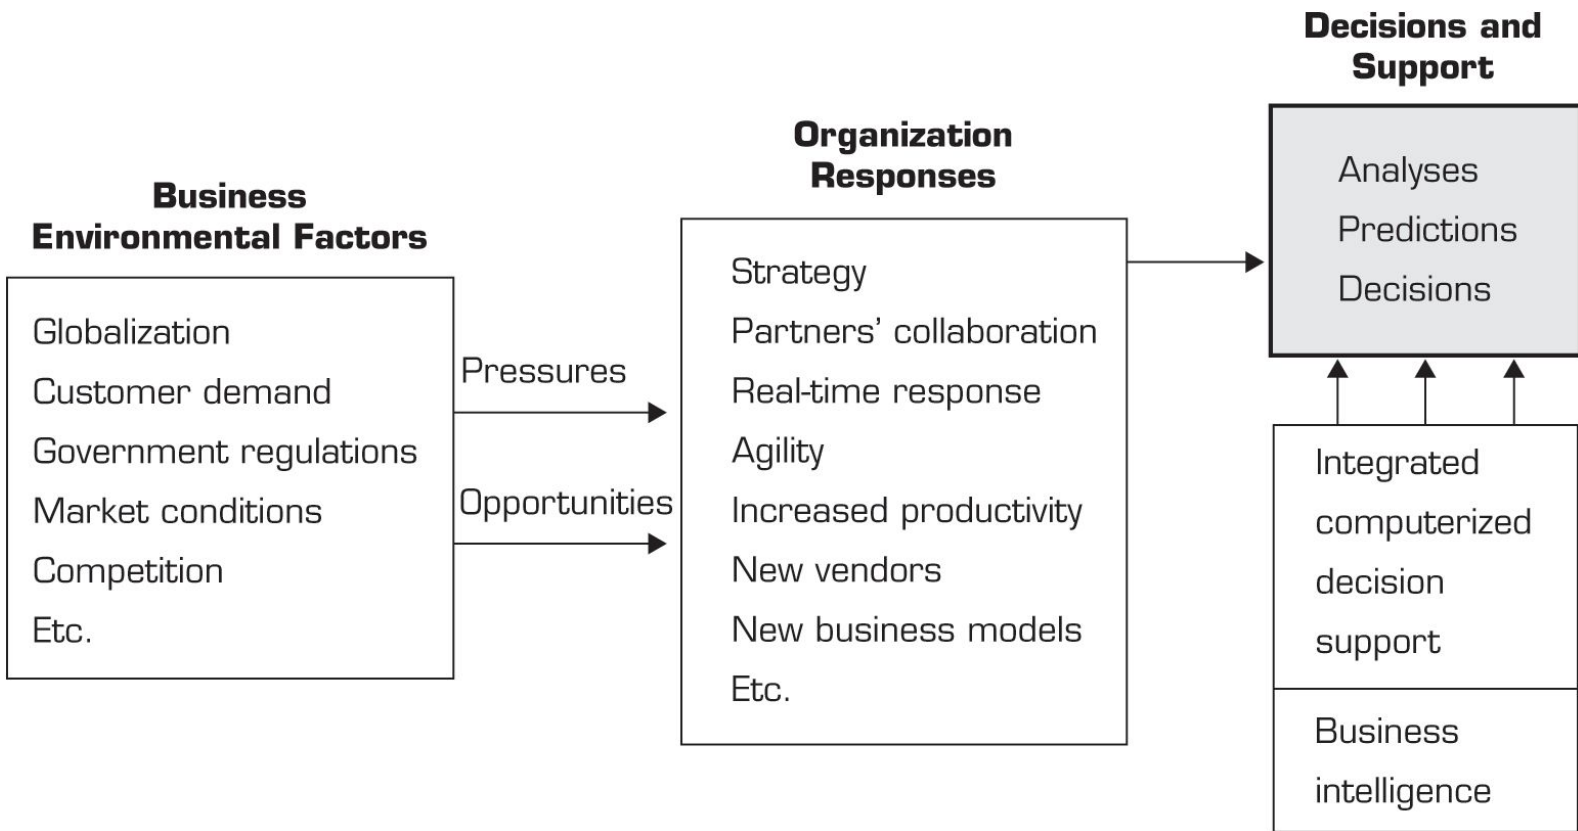 Business
Environmental Factors
Globalization
Customer demand
Government regulations
Market conditions
Competition
Etc.
Pressures
Opportunities
Organization
Responses
Strategy
Partners’ collaboration
Real-time response
Agility
Increased productivity
New vendors
New business models
Etc.
Decisions and
Support
Analyses
Predictions
Decisions
Integrated
computerized
decision
support
Business
intelligence